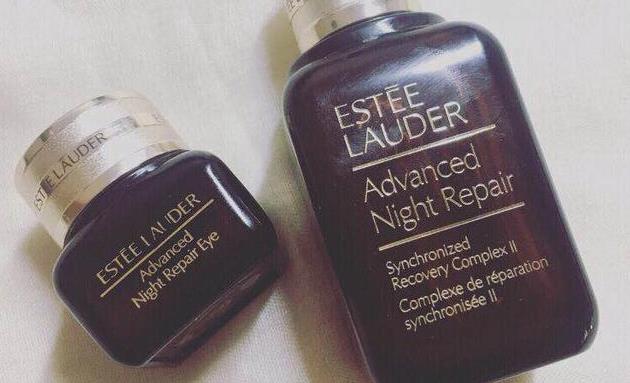 ESTĒE LAUDER
ESTĒE LAUDER
Advanced
Night Repair Eye
ESTĒE
LAUDER
Advanced
Night Repair
Synchronized
Recovery Complex II
Complexe de réparation
synchronisée II